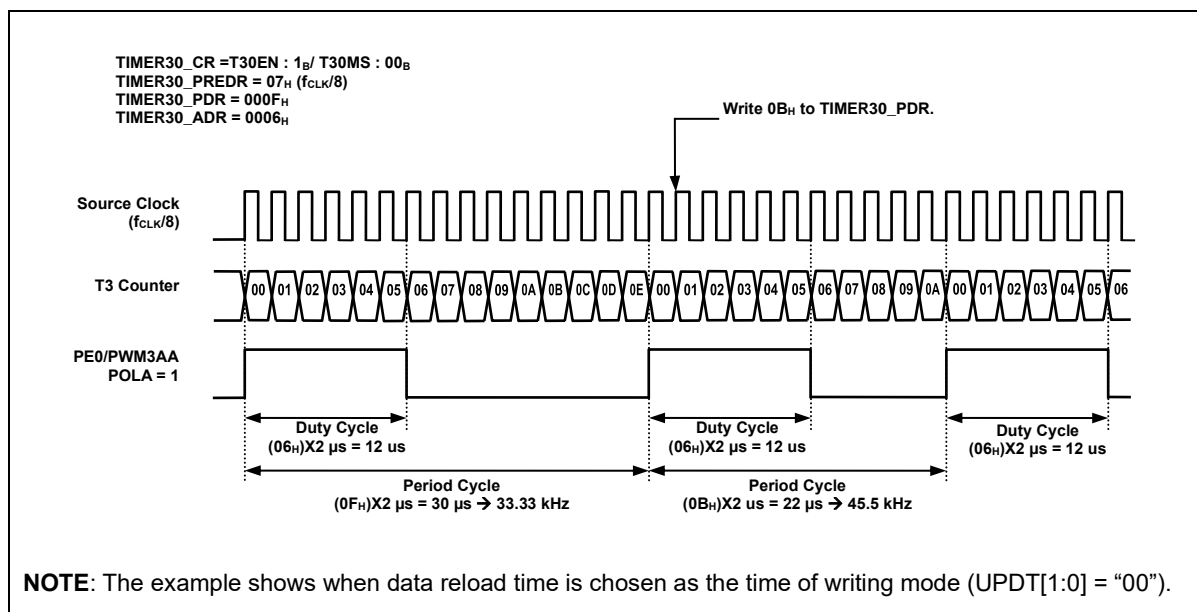 TIMER30_CR =T30EN : 1B/ T30MS : 00B
TIMER30_PREDR = 07H (fCLK/8)
TIMER30_PDR = 000FH
TIMER30_ADR = 0006H
Write 0BH to TIMER30_PDR.
Source Clock
(fCLK/8)
T3 Counter
00 01 02 03 04 05 06 07 08 09 0A 0B 0C 0D 0E 00 01 02 03 04 05 06 07 08 09 0A 00 01 02 03 04 05 06
PE0/PWM3AA
POLA = 1
Duty Cycle
(06H)X2 µs = 12 us
Duty Cycle
(06H)X2 µs = 12 us
Duty Cycle
(06H)X2 µs = 12 us
Period Cycle
(0FH)X2 µs = 30 µs → 33.33 kHz
Period Cycle
(0BH)X2 us = 22 µs → 45.5 kHz
NOTE: The example shows when data reload time is chosen as the time of writing mode (UPDT[1:0] = “00”).